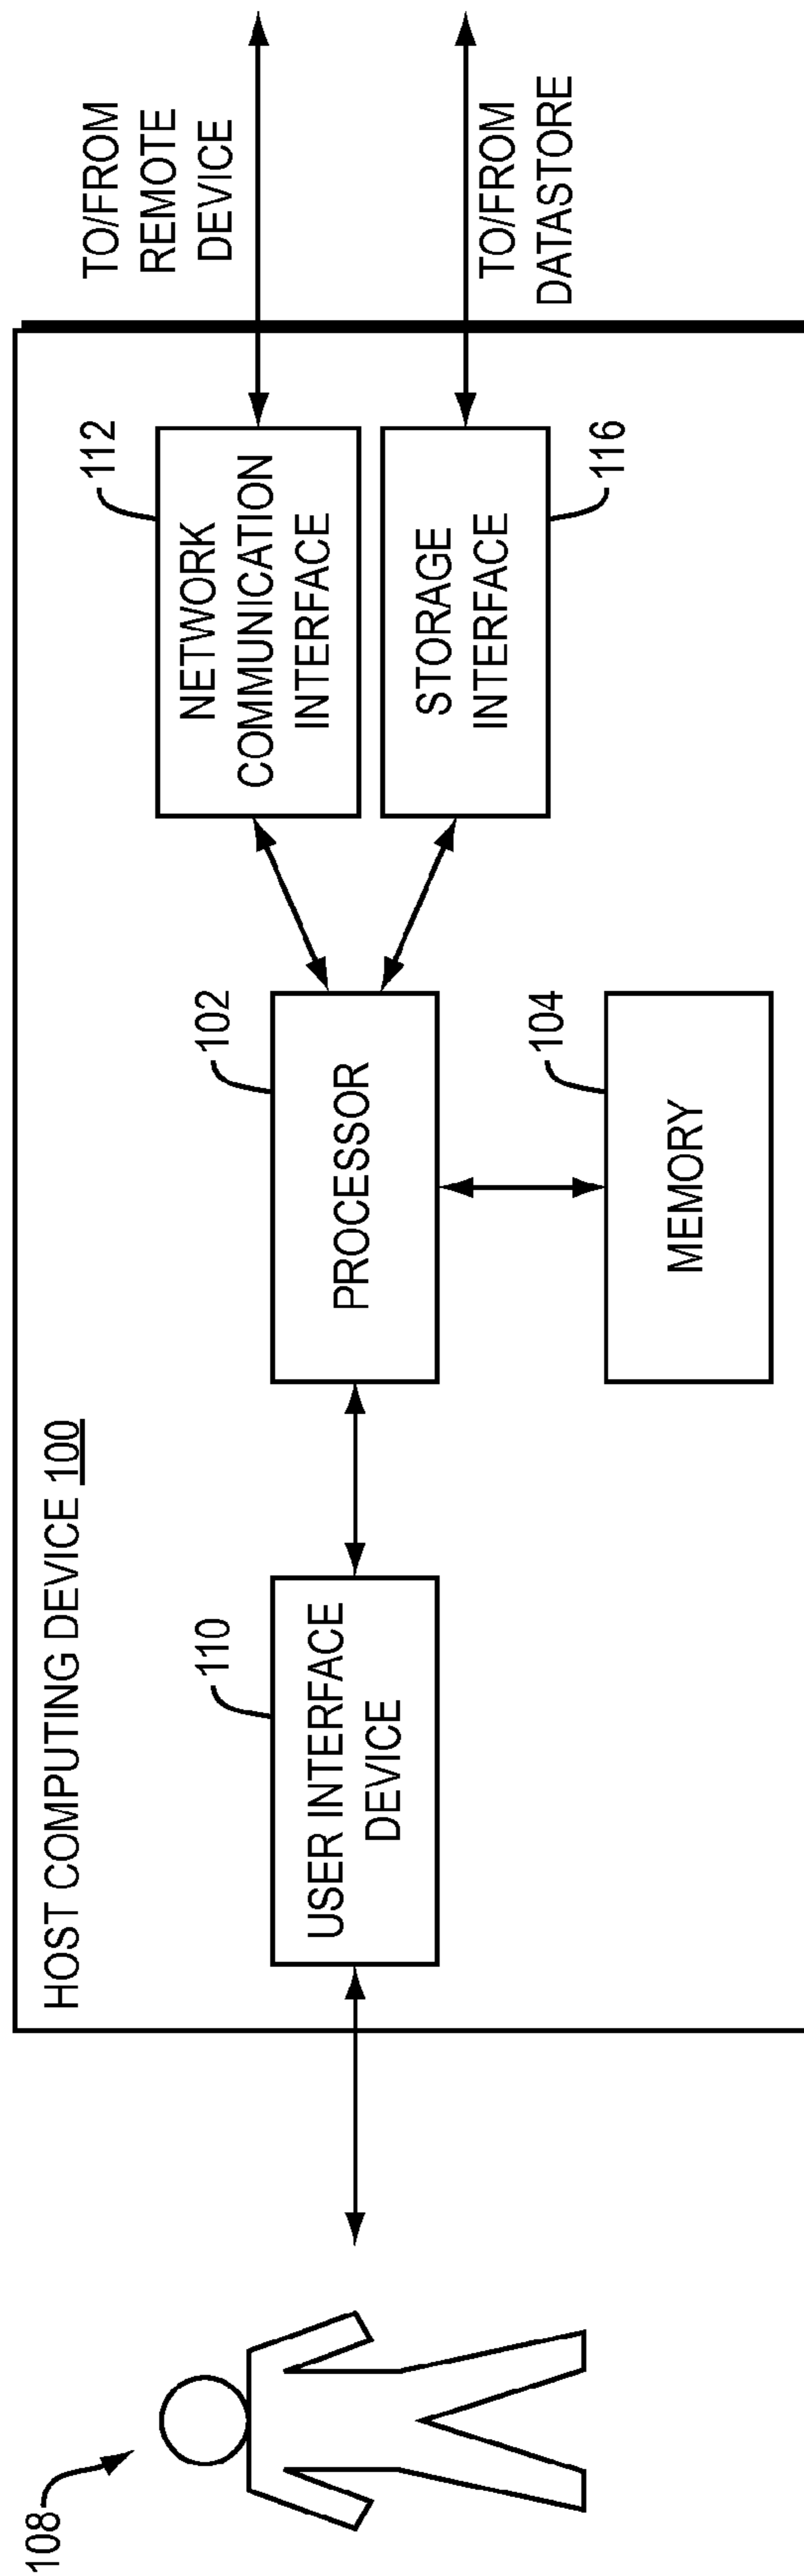 HOST COMPUTING DEVICE 100
108
110
USER INTERFACE
DEVICE
102
PROCESSOR
104
MEMORY
112
NETWORK
COMMUNICATION
INTERFACE
STORAGE
INTERFACE
116
TO/FROM
REMOTE
DEVICE
TO/FROM
DATASTORE